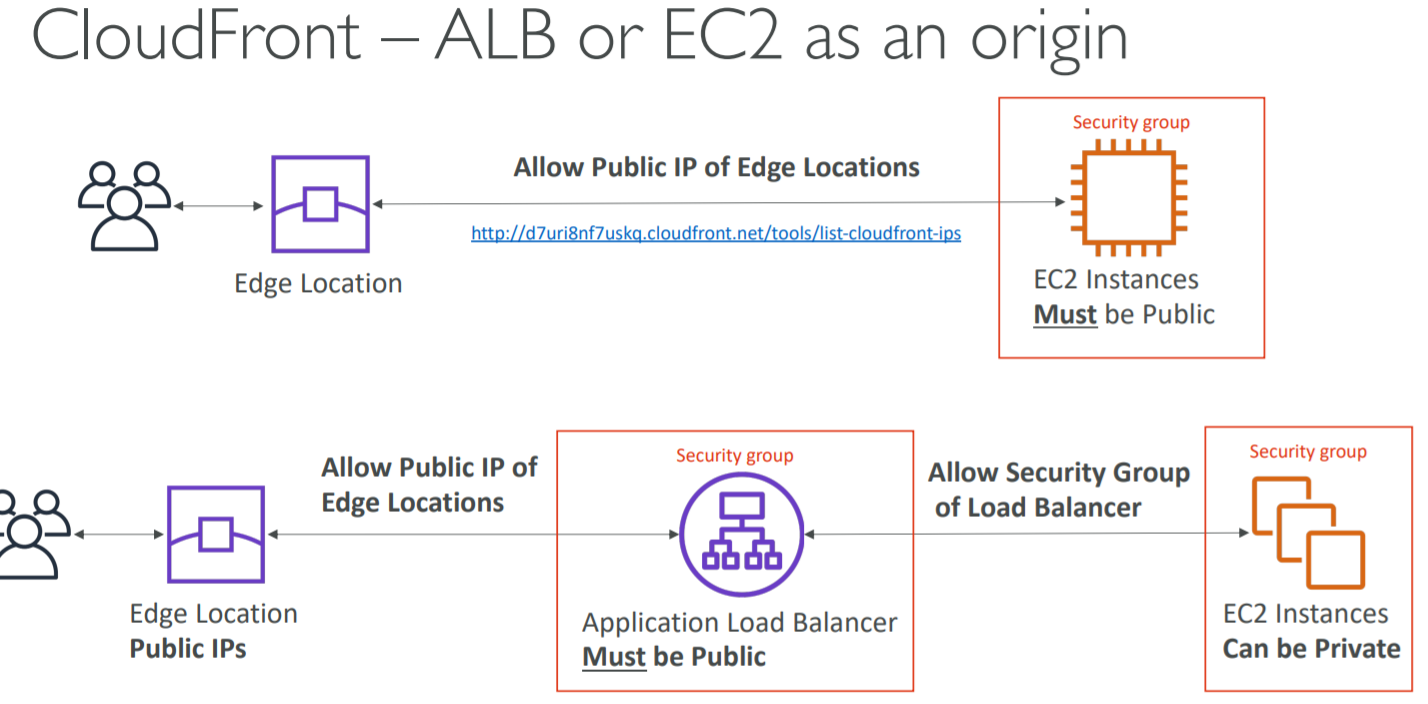 CloudFront – ALB or EC2 as an origin
Security group
Allow Public IP of Edge Locations
http://d7uri8nf7uskq.cloudfront.net/tools/list-cloudfront-ips
Edge Location
EC2 Instances
Must be Public
Security group
Security group
Allow Public IP of
Edge Locations
Allow Security Group
of Load Balancer
Edge Location
Public IPs
Application Load Balancer
Must be Public
EC2 Instances
Can be Private